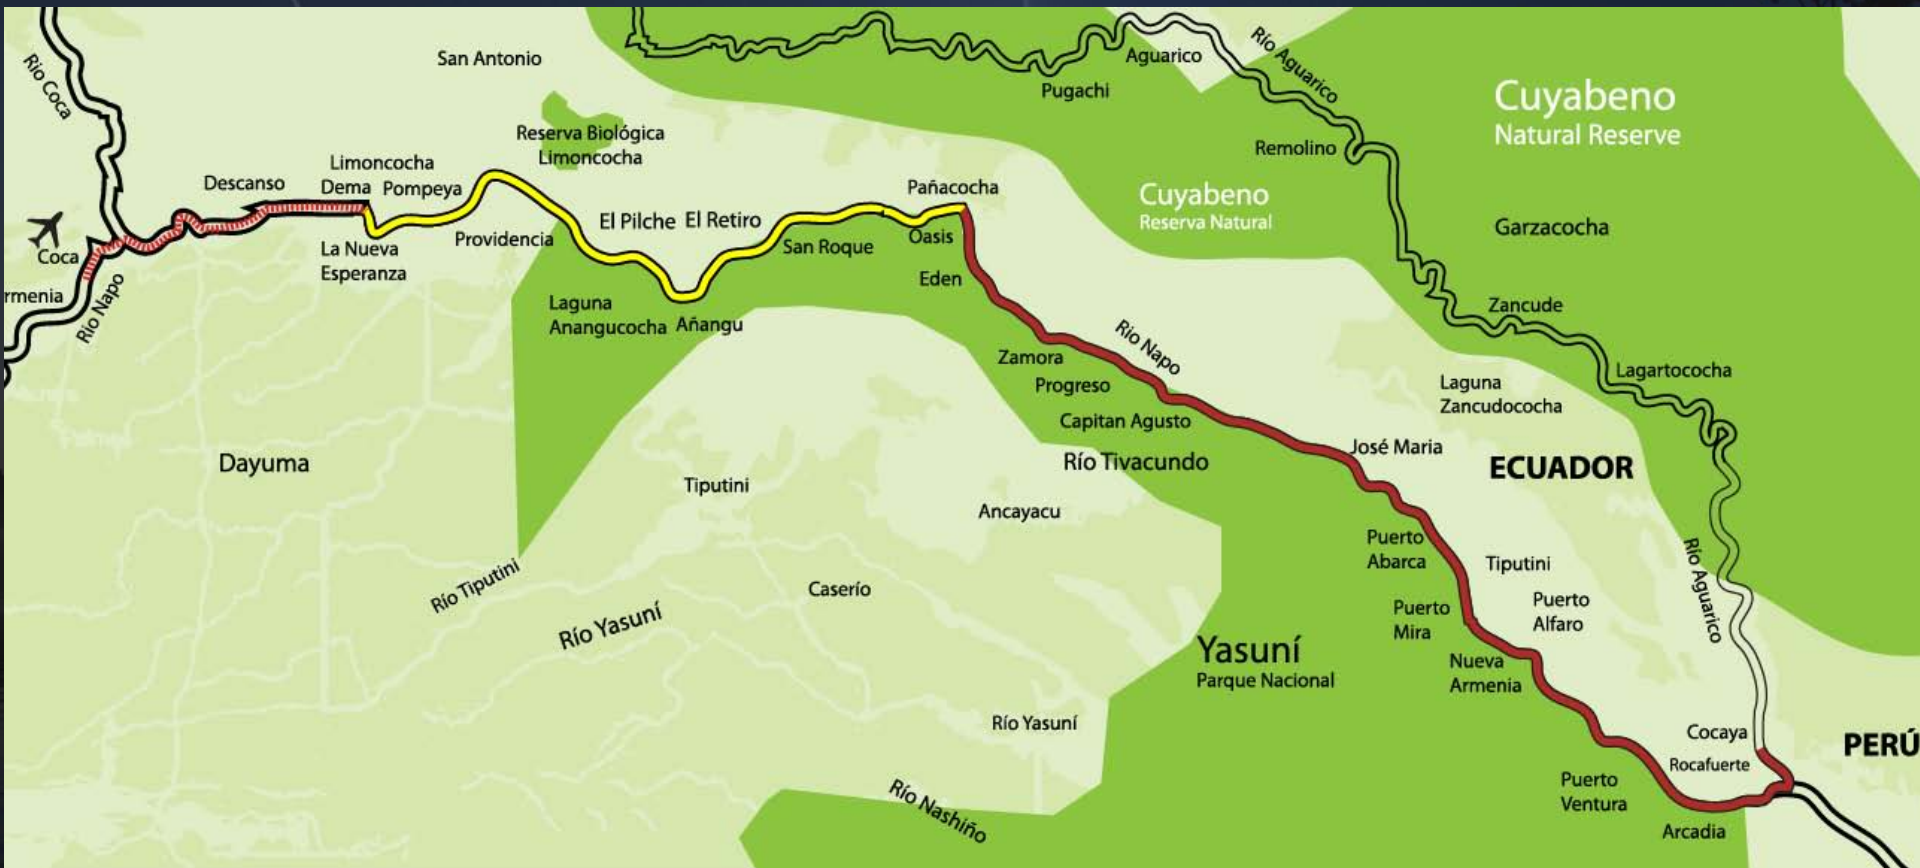 San Antonio
Río Coca
Aguarico
Río Aguarico
Pugachi
Cuyabeno
Natural Reserve
Reserva Biológica
Limoncocha
Remolino
Limoncocha
Descanso
Dema
Pompeya
Pañacocha
Cuyabeno
Reserva Natural
El Pilche
El Retiro
Garzacocha
Providencia
San Roque
Oasis
La Nueva
Esperanza
Coca
Eden
rmenia
Rio Napo
Laguna
Anangucocha
Añangu
Zancude
Rio Napo
Zamora
Progreso
Lagartococha
Laguna
Zancudococha
Capitan Agusto
José Maria
Dayuma
Río Tivacundo
ECUADOR
Tiputini
Ancayacu
Puerto
Abarca
Tiputini
Río Aguarico
Río Tiputini
Caserío
Puerto
Alfaro
Puerto
Mira
Río Yasuní
Yasuní
Parque Nacional
Nueva
Armenia
Río Yasuní
Cocaya
PERÚ
Rocafuerte
Puerto
Ventura
Río Nashiño
Arcadia